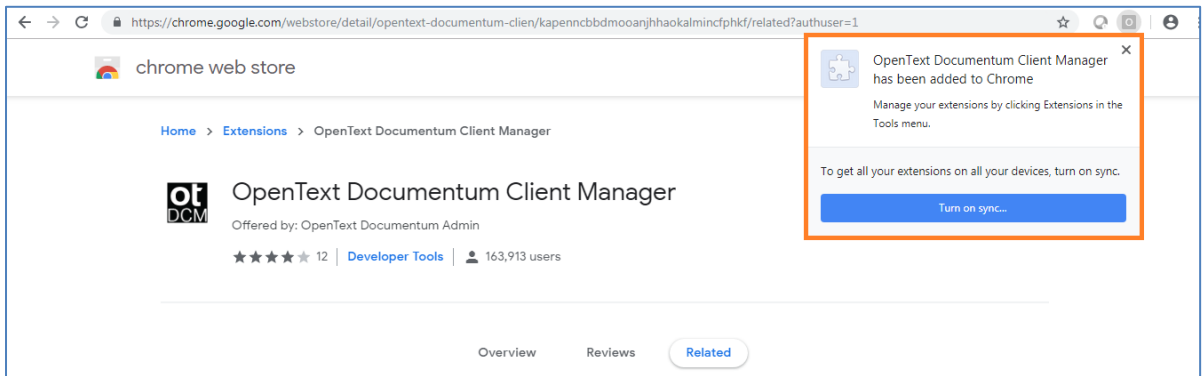 https://chrome.google.com/webstore/detail/opentext-documentum-clien/kapenncbbdmooanjhhaokalmincfphkf/related?authuser=1
chrome web store
OpenText Documentum Client Manager
has been added to Chrome
Manage your extensions by clicking Extensions in the
Tools menu.
To get all your extensions on all your devices, turn on sync.
Turn on sync...
Home > Extensions > OpenText Documentum Client Manager
ot
DCM
OpenText Documentum Client Manager
Offered by: OpenText Documentum Admin
12 | Developer Tools | 163,913 users
Overview Reviews Related